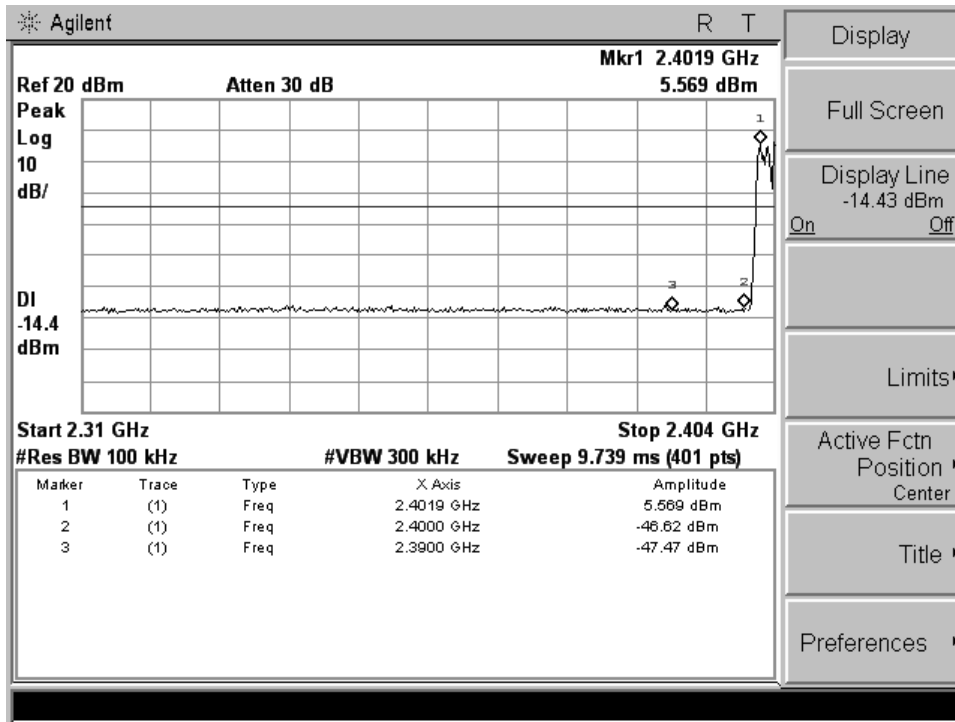 Agilent R T
Mkr1 2.4019 GHz
Ref 20 dBm Atten 30 dB 5.569 dBm
Peak
Log
10
dB/
1
3
2
DI
-14.4
dBm
Start 2.31 GHz Stop 2.404 GHz
#Res BW 100 kHz #VBW 300 kHz Sweep 9.739 ms (401 pts)
Marker Trace Type X Axis Amplitude
1 (1) Freq 2.4019 GHz 5.569 dBm
2 (1) Freq 2.4000 GHz -46.62 dBm
3 (1) Freq 2.3900 GHz -47.47 dBm
Display
Full Screen
Display Line
-14.43 dBm
On Off
Limits
Active Fctn
Position
Center
Title
Preferences